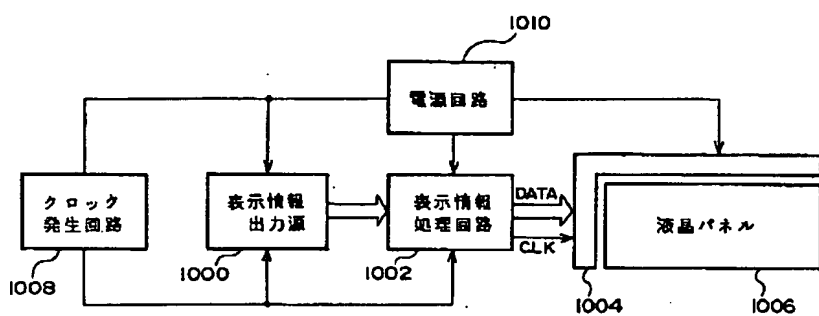 1010
電源回路
クロック
発生回路
表示情報
出力源
表示情報
処理回路
DATA
CLK
液晶パネル
1008
1000
1002
1004
1006